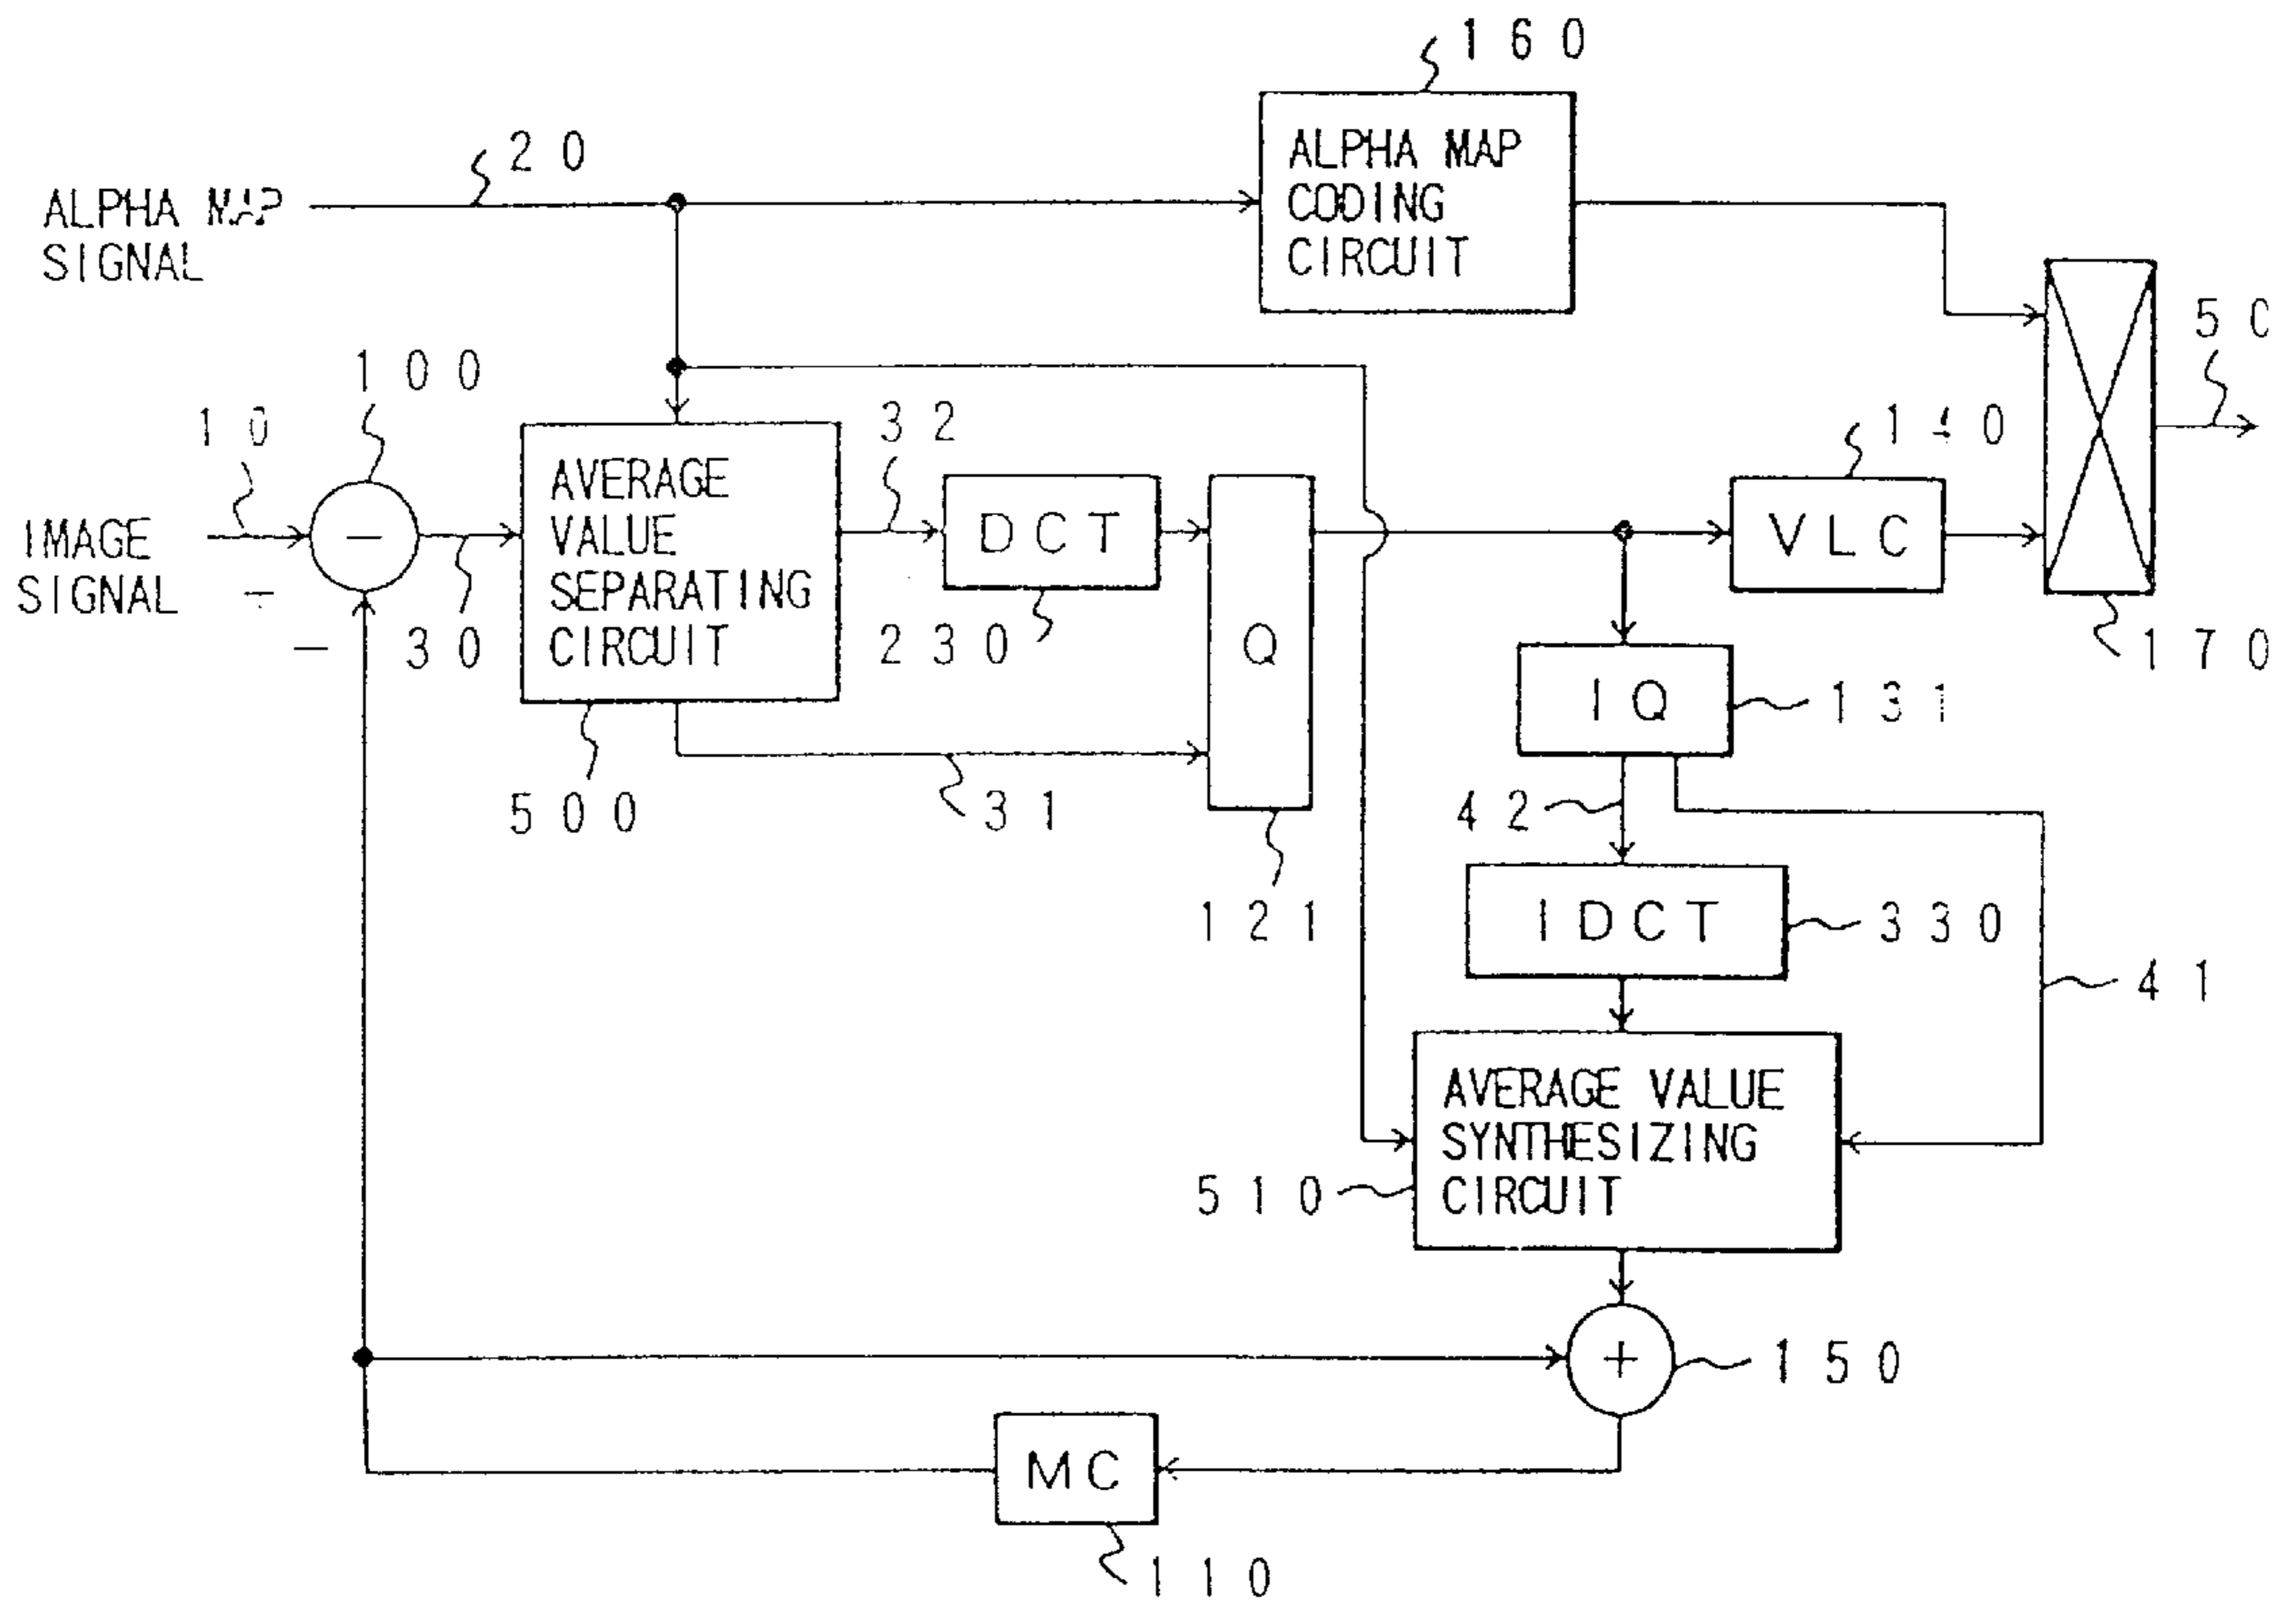 160
20
ALPHA MAP
SIGNAL
ALPHA MAP
CODING
CIRCUIT
50
100
10
32
140
IMAGE
SIGNAL
−
AVERAGE
VALUE
SEPARATING
CIRCUIT
DCT
Q
VLC
−
30
230
170
IQ
131
500
31
42
121
IDCT
330
41
AVERAGE VALUE
SYNTHESIZING
CIRCUIT
510
+
150
MC
110